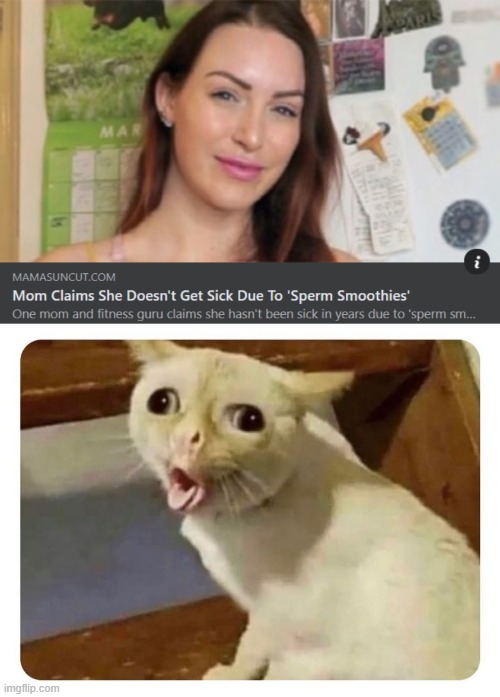 MAR
PARIS
MAMASUNCUT.COM
i
Mom Claims She Doesn't Get Sick Due To 'Sperm Smoothies'
One mom and fitness guru claims she hasn't been sick in years due to 'sperm sm...
imgflip.com